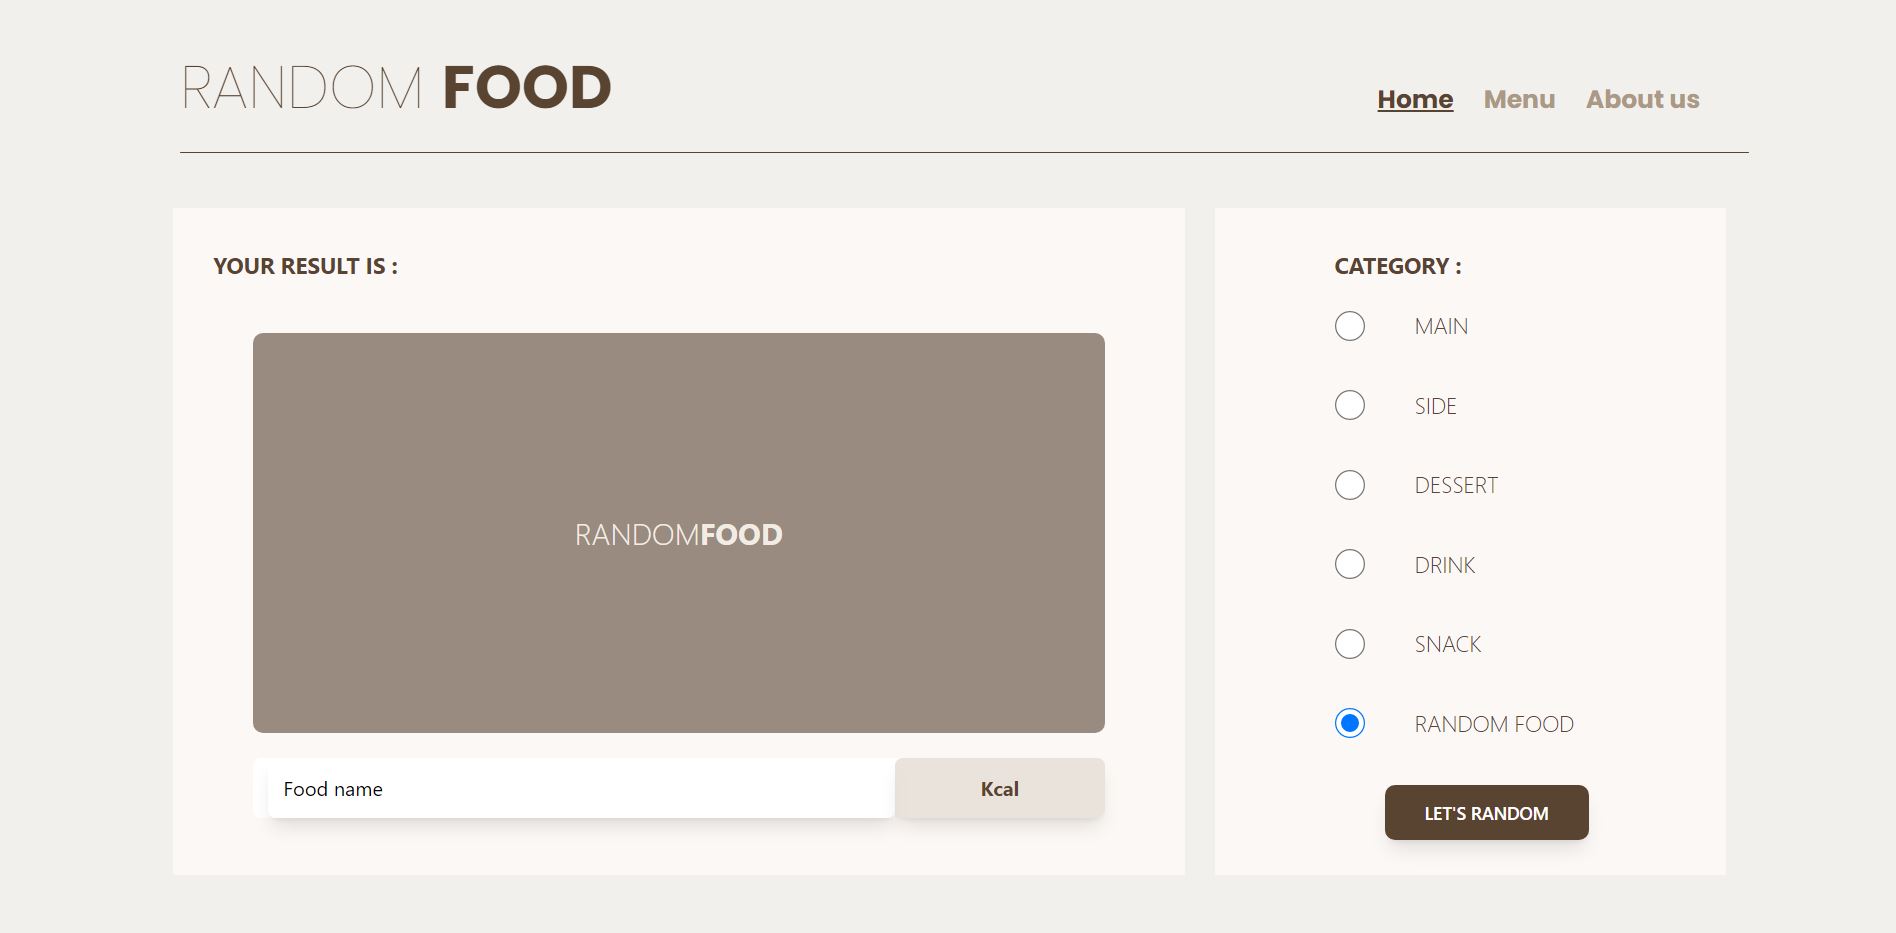 RANDOM FOOD
Home Menu About us
YOUR RESULT IS :
RANDOMFOOD
Food name
Kcal
CATEGORY :
MAIN
SIDE
DESSERT
DRINK
SNACK
RANDOM FOOD
LET'S RANDOM